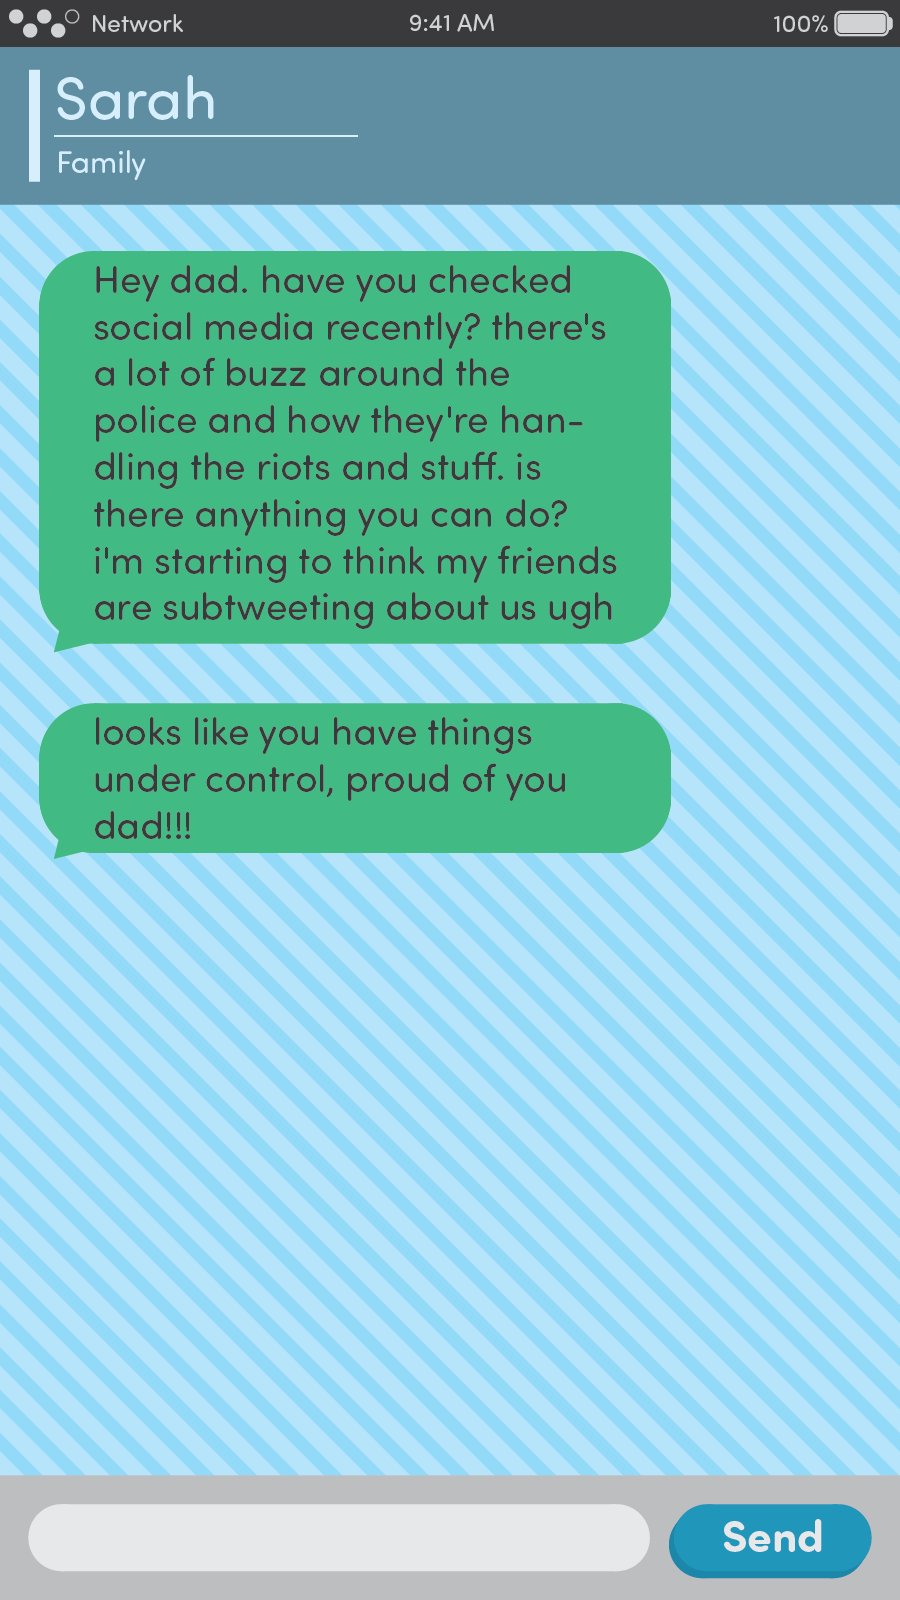 Network 9:41 AM 100%
Sarah
Family
Hey dad. have you checked
social media recently? there's
a lot of buzz around the
police and how they're han-
dling the riots and stuff. is
there anything you can do?
i'm starting to think my friends
are subtweeting about us ugh
looks like you have things
under control, proud of you
dad!!!
Send